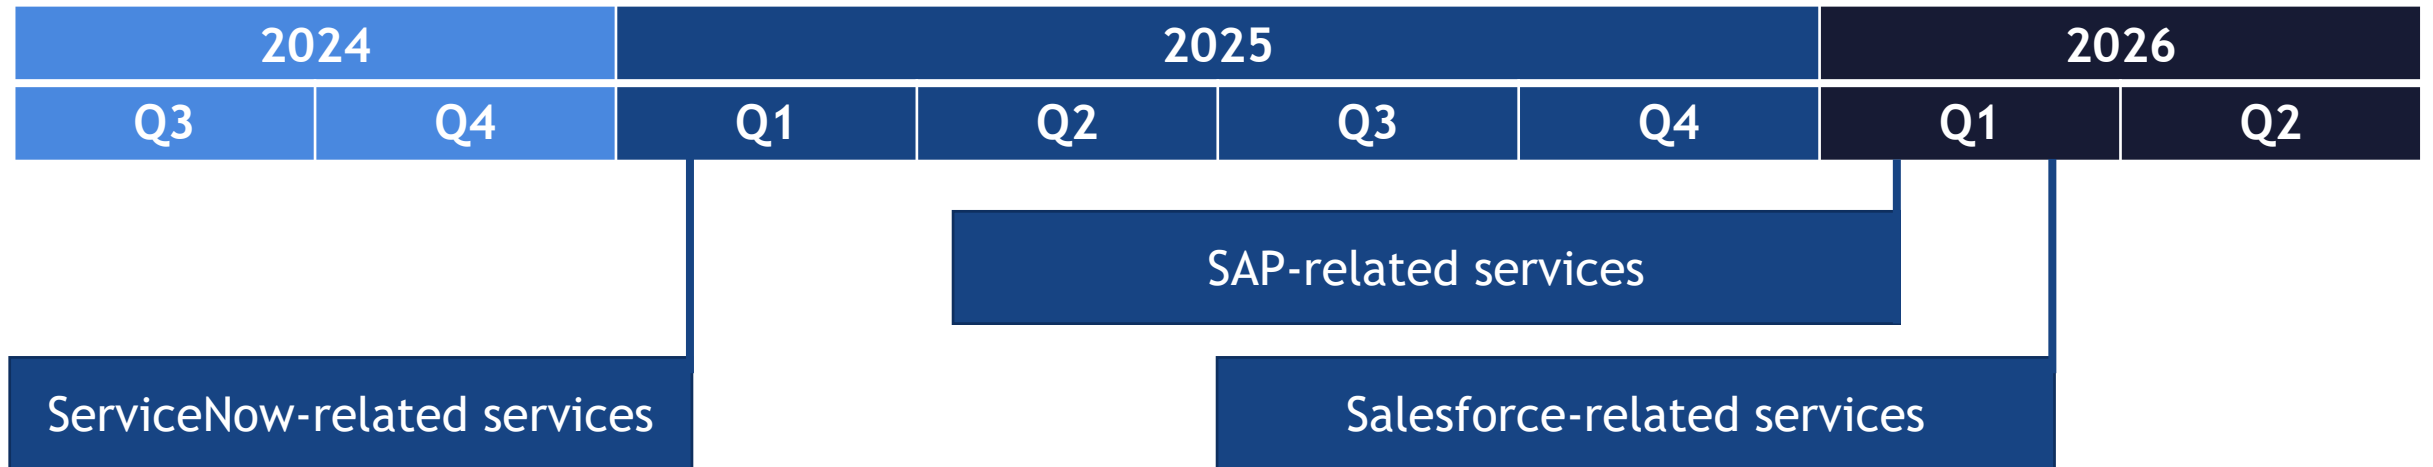 2024 2025 2026
Q3 Q4 Q1 Q2 Q3 Q4 Q1 Q2
SAP-related services
ServiceNow-related services Salesforce-related services